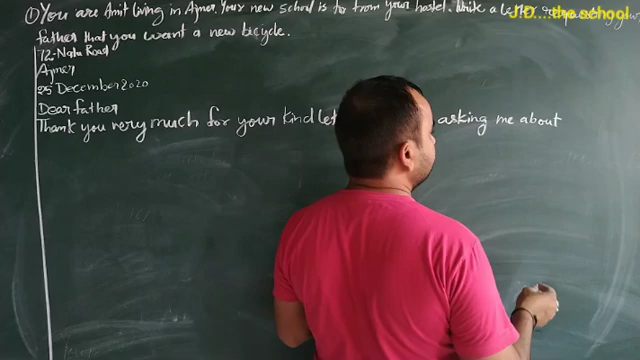 ① You are Amit living in Ajmer. Your new school is far from your hostel. Write a letter requesting your
J.D....the school
father that you want a new bicycle.
72-Natu Road
Ajmer
25 December 2020
Dear father
Thank you very much for your kind let asking me about